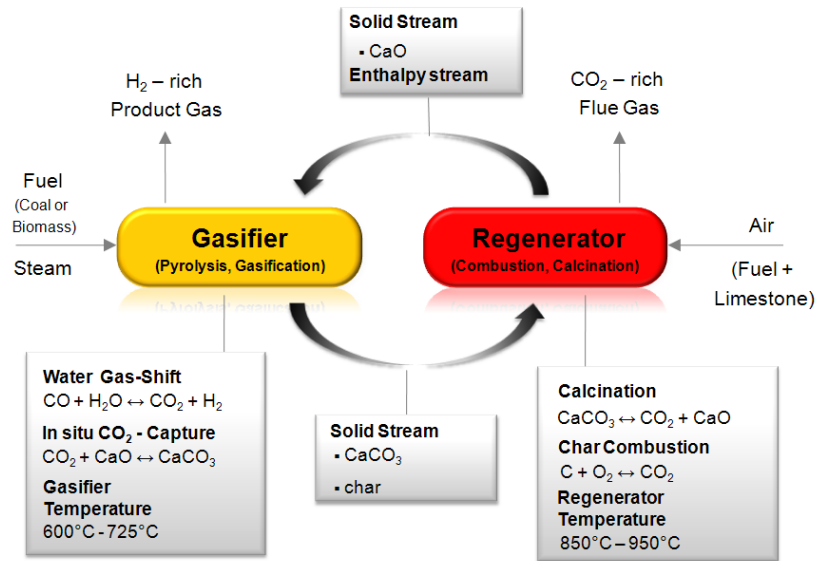 Solid Stream
▪ CaO
Enthalpy stream
H₂ – rich
Product Gas
CO₂ – rich
Flue Gas
Fuel
(Coal or
Biomass)
Steam
Gasifier
(Pyrolysis, Gasification)
Regenerator
(Combustion, Calcination)
Air
(Fuel +
Limestone)
Water Gas-Shift
CO + H₂O ↔ CO₂ + H₂
In situ CO₂ - Capture
CO₂ + CaO ↔ CaCO₃
Gasifier
Temperature
600°C - 725°C
Solid Stream
▪ CaCO₃
▪ char
Calcination
CaCO₃ ↔ CO₂ + CaO
Char Combustion
C + O₂ ↔ CO₂
Regenerator
Temperature
850°C – 950°C